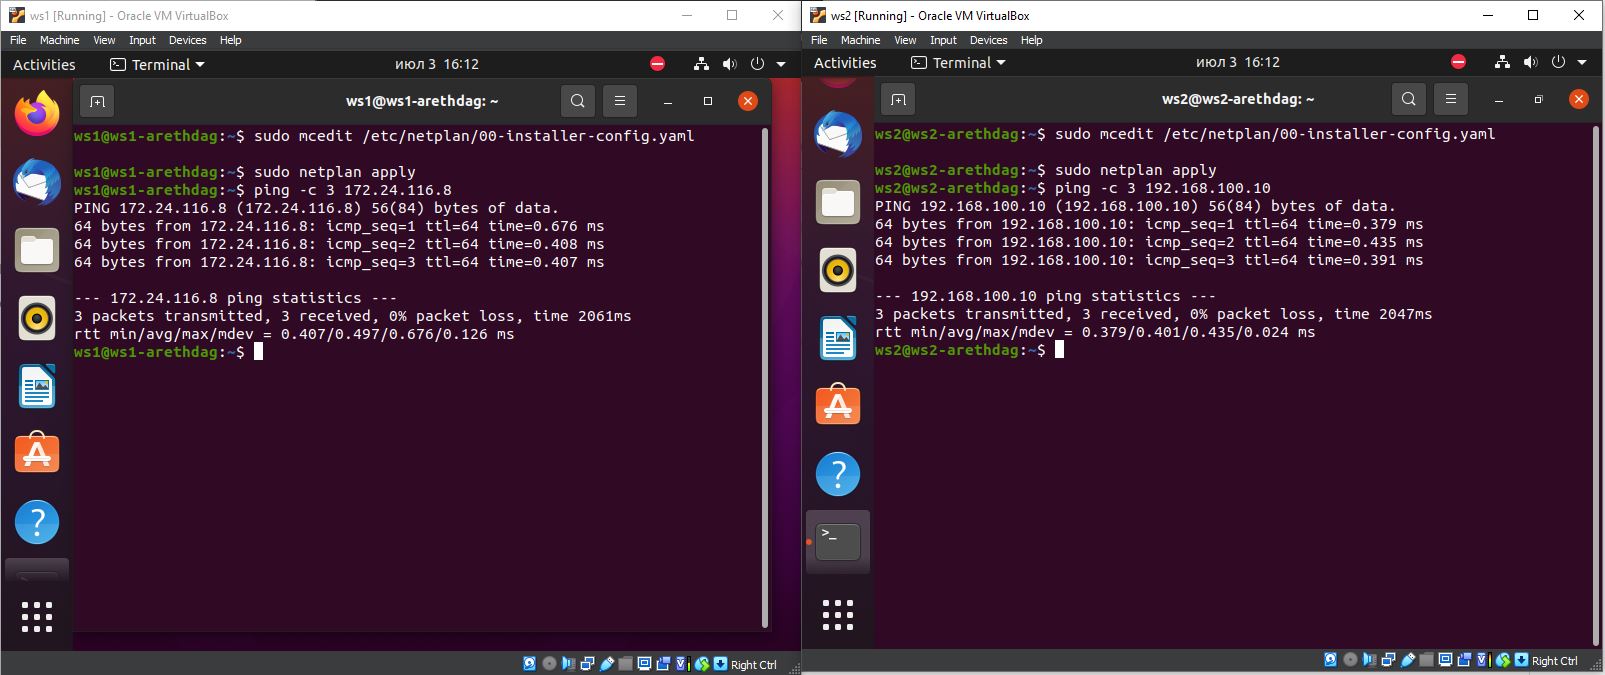 ws1 [Running] - Oracle VM VirtualBox
File Machine View Input Devices Help
Activities Terminal июл 3 16:12
ws1@ws1-arethdag: ~
ws1@ws1-arethdag:~$ sudo mcedit /etc/netplan/00-installer-config.yaml
ws1@ws1-arethdag:~$ sudo netplan apply
ws1@ws1-arethdag:~$ ping -c 3 172.24.116.8
PING 172.24.116.8 (172.24.116.8) 56(84) bytes of data.
64 bytes from 172.24.116.8: icmp_seq=1 ttl=64 time=0.676 ms
64 bytes from 172.24.116.8: icmp_seq=2 ttl=64 time=0.408 ms
64 bytes from 172.24.116.8: icmp_seq=3 ttl=64 time=0.407 ms
--- 172.24.116.8 ping statistics ---
3 packets transmitted, 3 received, 0% packet loss, time 2061ms
rtt min/avg/max/mdev = 0.407/0.497/0.676/0.126 ms
ws1@ws1-arethdag:~$
Right Ctrl
ws2 [Running] - Oracle VM VirtualBox
File Machine View Input Devices Help
Activities Terminal июл 3 16:12
ws2@ws2-arethdag: ~
ws2@ws2-arethdag:~$ sudo mcedit /etc/netplan/00-installer-config.yaml
ws2@ws2-arethdag:~$ sudo netplan apply
ws2@ws2-arethdag:~$ ping -c 3 192.168.100.10
PING 192.168.100.10 (192.168.100.10) 56(84) bytes of data.
64 bytes from 192.168.100.10: icmp_seq=1 ttl=64 time=0.379 ms
64 bytes from 192.168.100.10: icmp_seq=2 ttl=64 time=0.435 ms
64 bytes from 192.168.100.10: icmp_seq=3 ttl=64 time=0.391 ms
--- 192.168.100.10 ping statistics ---
3 packets transmitted, 3 received, 0% packet loss, time 2047ms
rtt min/avg/max/mdev = 0.379/0.401/0.435/0.024 ms
ws2@ws2-arethdag:~$
Right Ctrl